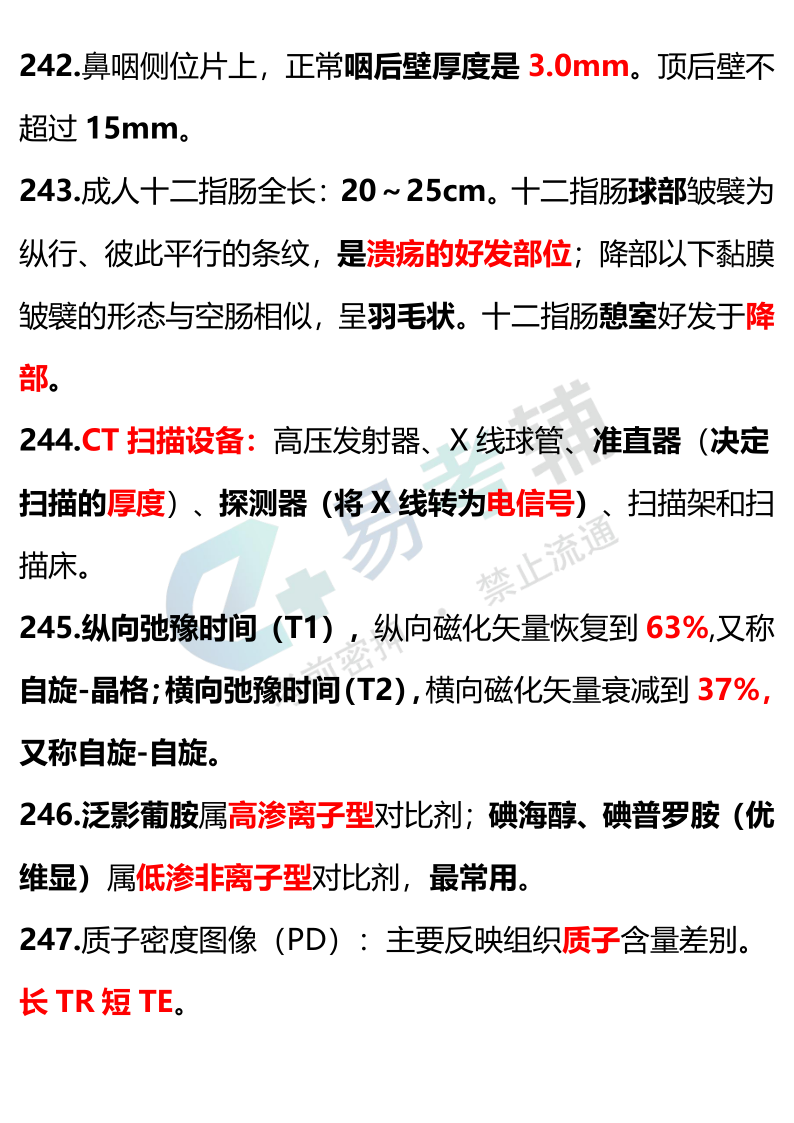 242.鼻咽侧位片上，正常咽后壁厚度是 3.0mm。顶后壁不
超过 15mm。
243.成人十二指肠全长：20～25cm。十二指肠球部皱襞为
纵行、彼此平行的条纹，是溃疡的好发部位；降部以下黏膜
皱襞的形态与空肠相似，呈羽毛状。十二指肠憩室好发于降
部。
244.CT 扫描设备：高压发射器、X 线球管、准直器（决定
扫描的厚度）、探测器（将 X 线转为电信号）、扫描架和扫
描床。
245.纵向弛豫时间（T1），纵向磁化矢量恢复到 63%,又称
自旋-晶格；横向弛豫时间（T2），横向磁化矢量衰减到 37%，
又称自旋-自旋。
246.泛影葡胺属高渗离子型对比剂；碘海醇、碘普罗胺（优
维显）属低渗非离子型对比剂，最常用。
247.质子密度图像（PD）：主要反映组织质子含量差别。
长 TR 短 TE。
易考辅
考前密押 · 禁止流通